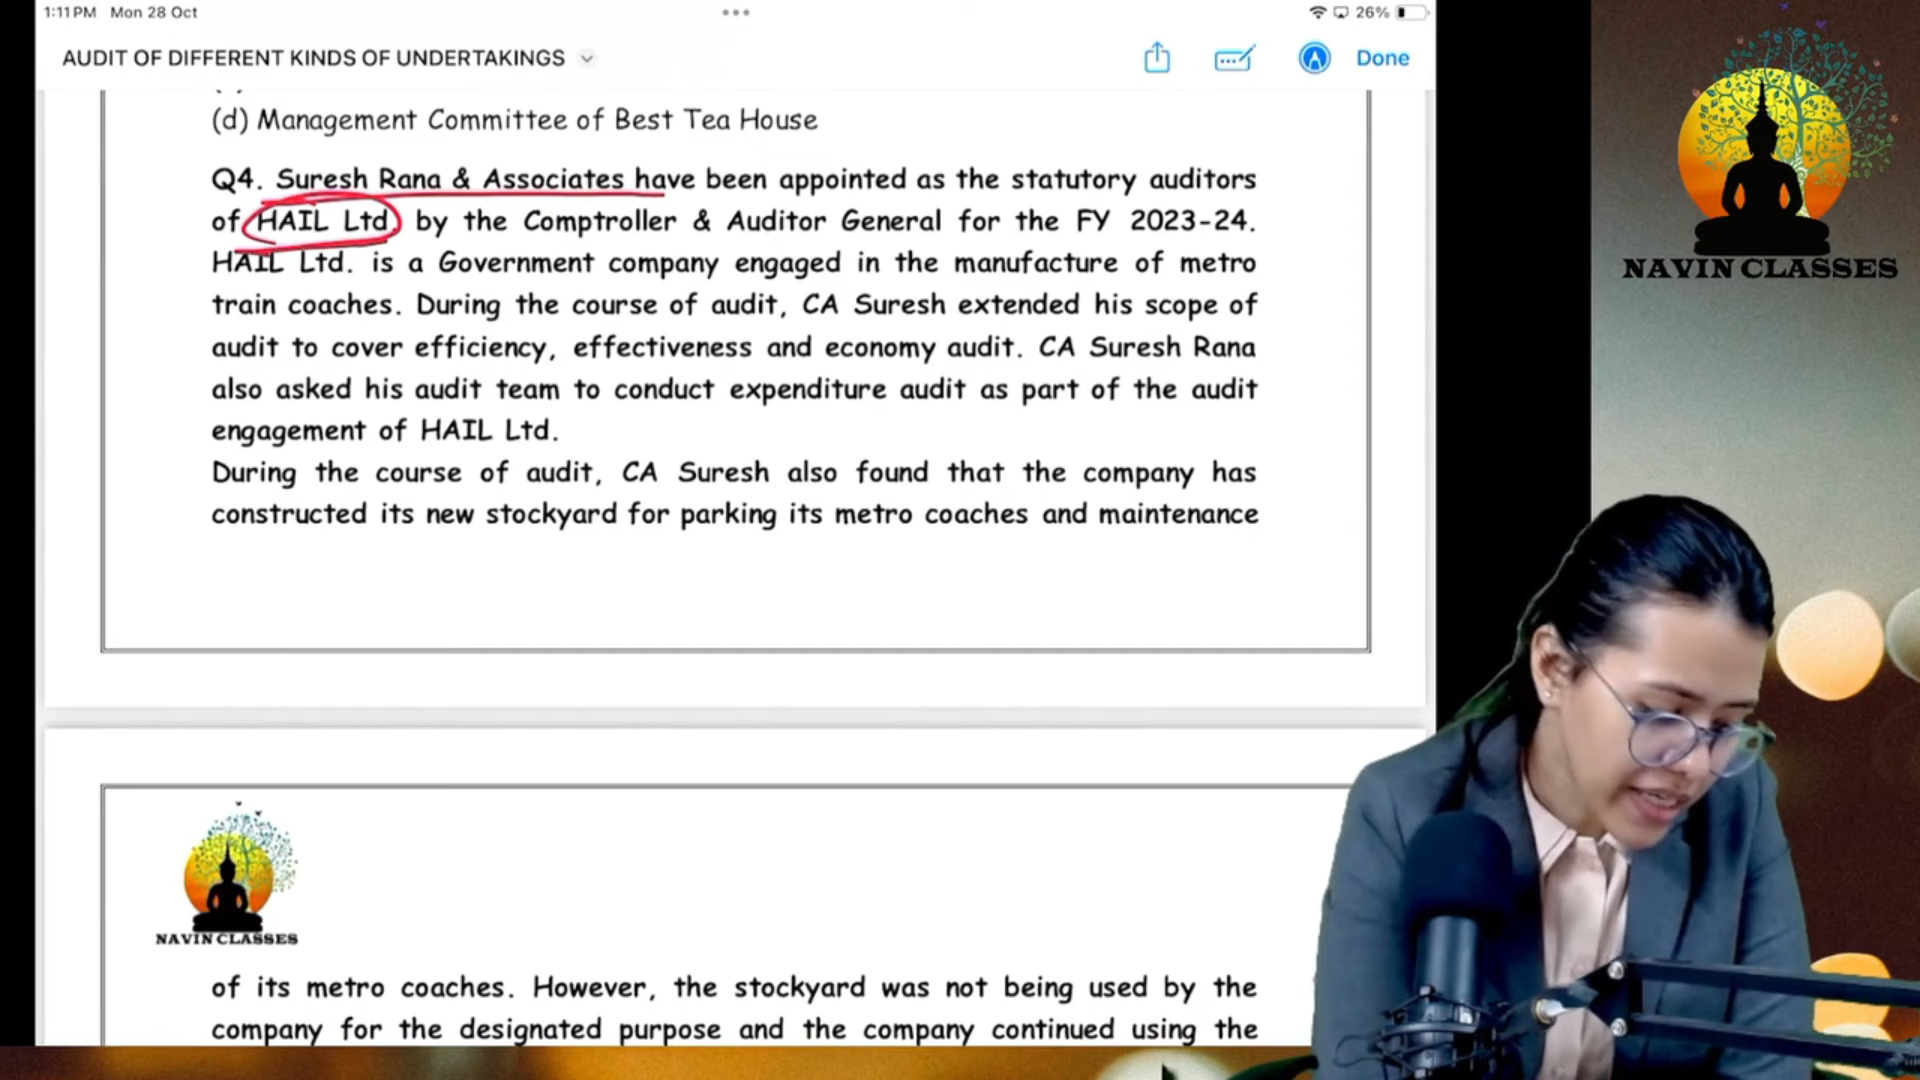 1:11 PM Mon 28 Oct
26%
AUDIT OF DIFFERENT KINDS OF UNDERTAKINGS
Done
(d) Management Committee of Best Tea House
Q4. Suresh Rana & Associates have been appointed as the statutory auditors
of HAIL Ltd. by the Comptroller & Auditor General for the FY 2023-24.
HAIL Ltd. is a Government company engaged in the manufacture of metro
train coaches. During the course of audit, CA Suresh extended his scope of
audit to cover efficiency, effectiveness and economy audit. CA Suresh Rana
also asked his audit team to conduct expenditure audit as part of the audit
engagement of HAIL Ltd.
During the course of audit, CA Suresh also found that the company has
constructed its new stockyard for parking its metro coaches and maintenance
NAVIN CLASSES
of its metro coaches. However, the stockyard was not being used by the
company for the designated purpose and the company continued using the
NAVIN CLASSES